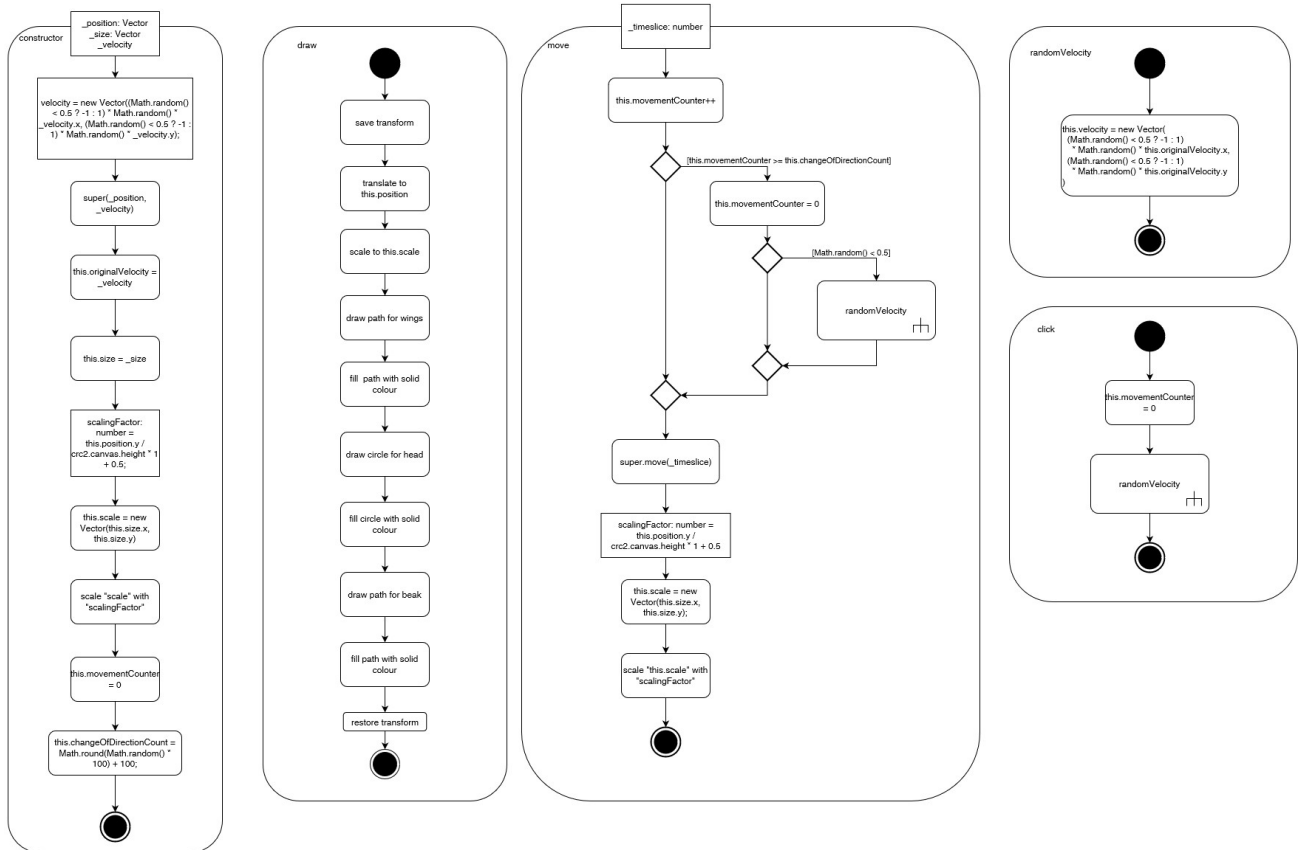 constructor
_position: Vector
_size: Vector
_velocity
velocity = new Vector((Math.random()
< 0.5 ? -1 : 1) * Math.random() *
_velocity.x, (Math.random() < 0.5 ? -1 :
1) * Math.random() * _velocity.y);
super(_position,
_velocity)
this.originalVelocity =
_velocity
this.size = _size
scalingFactor:
number =
this.position.y /
crc2.canvas.height * 1
+ 0.5;
this.scale = new
Vector(this.size.x,
this.size.y)
scale "scale" with
"scalingFactor"
this.movementCounter
= 0
this.changeOfDirectionCount =
Math.round(Math.random() *
100) + 100;
draw
save transform
translate to
this.position
scale to this.scale
draw path for wings
fill path with solid
colour
draw circle for head
fill circle with solid
colour
draw path for beak
fill path with solid
colour
restore transform
move
_timeslice: number
this.movementCounter++
[this.movementCounter >= this.changeOfDirectionCount]
this.movementCounter = 0
[Math.random() < 0.5]
randomVelocity
super.move(_timeslice)
scalingFactor: number =
this.position.y /
crc2.canvas.height * 1 + 0.5
this.scale = new
Vector(this.size.x,
this.size.y);
scale "this.scale" with
"scalingFactor"
randomVelocity
this.velocity = new Vector(
(Math.random() < 0.5 ? -1 : 1)
* Math.random() * this.originalVelocity.x,
(Math.random() < 0.5 ? -1 : 1)
* Math.random() * this.originalVelocity.y
)
click
this.movementCounter
= 0
randomVelocity